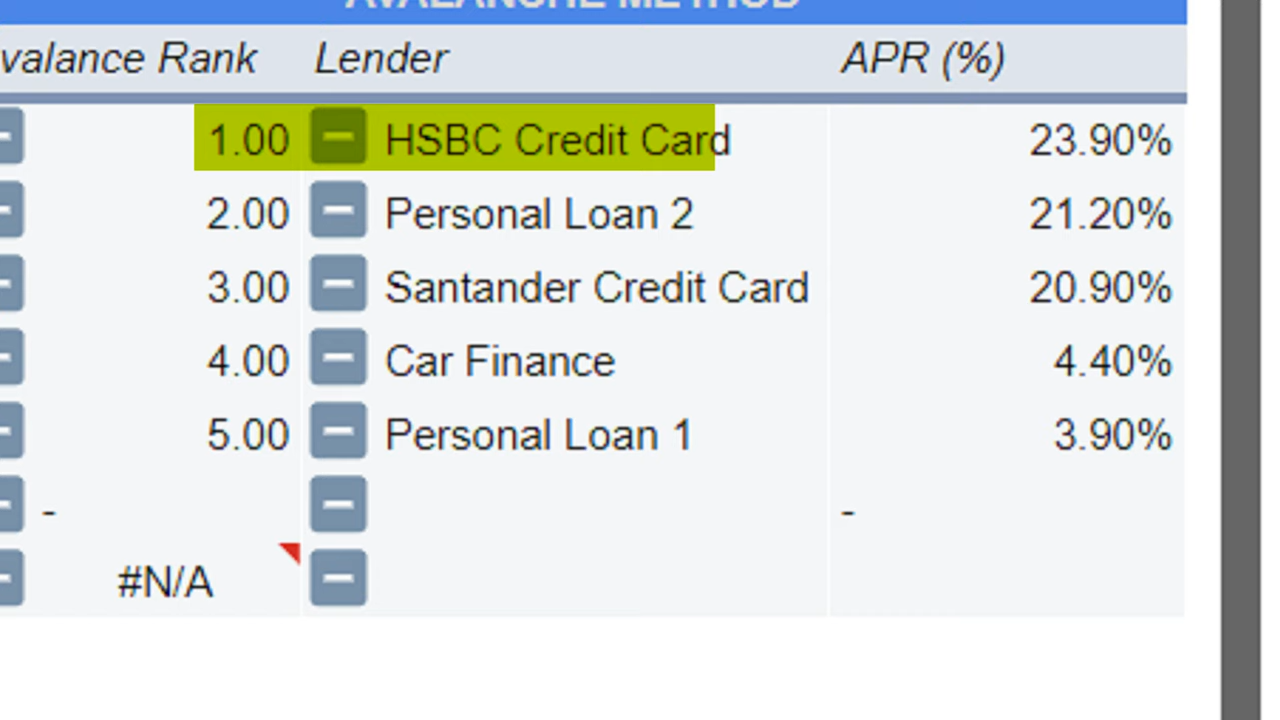 AVALANCHE METHOD
valance Rank Lender APR (%)
1.00 HSBC Credit Card 23.90%
2.00 Personal Loan 2 21.20%
3.00 Santander Credit Card 20.90%
4.00 Car Finance 4.40%
5.00 Personal Loan 1 3.90%
- -
#N/A